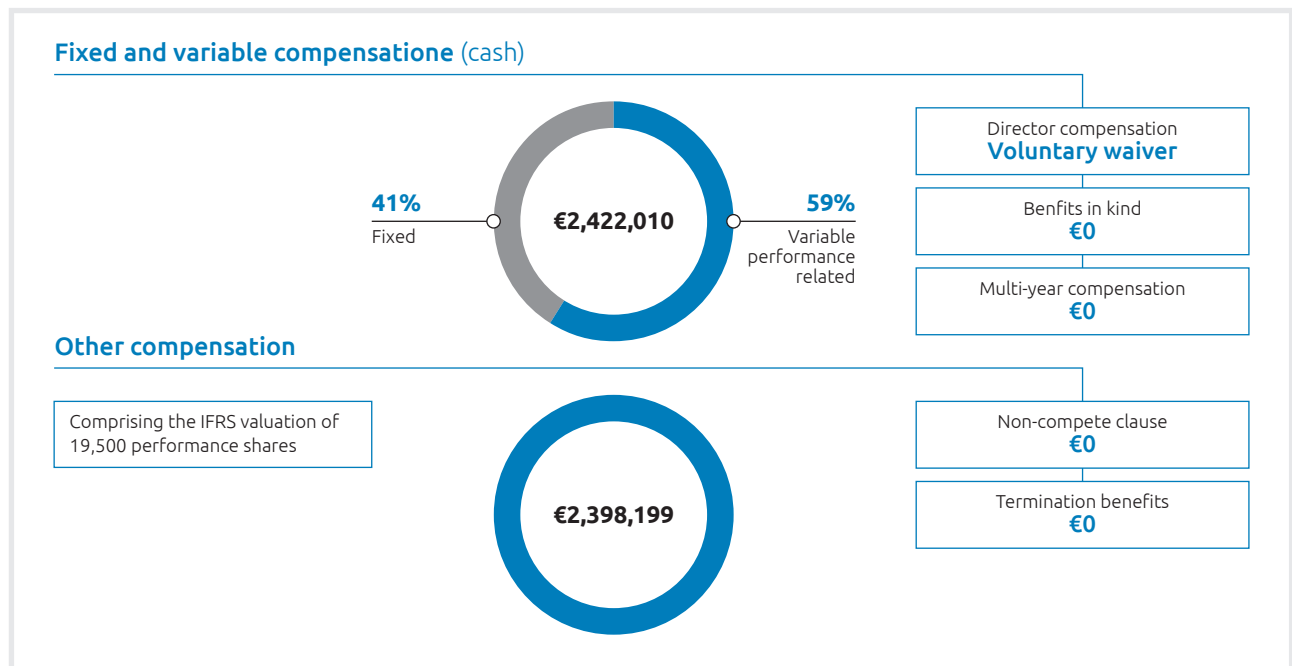 Fixed and variable compensatione (cash)
Director compensation
Voluntary waiver
41%
Fixed
€2,422,010
59%
Variable
performance
related
Benfits in kind
€0
Multi-year compensation
€0
Other compensation
Comprising the IFRS valuation of
19,500 performance shares
€2,398,199
Non-compete clause
€0
Termination benefits
€0